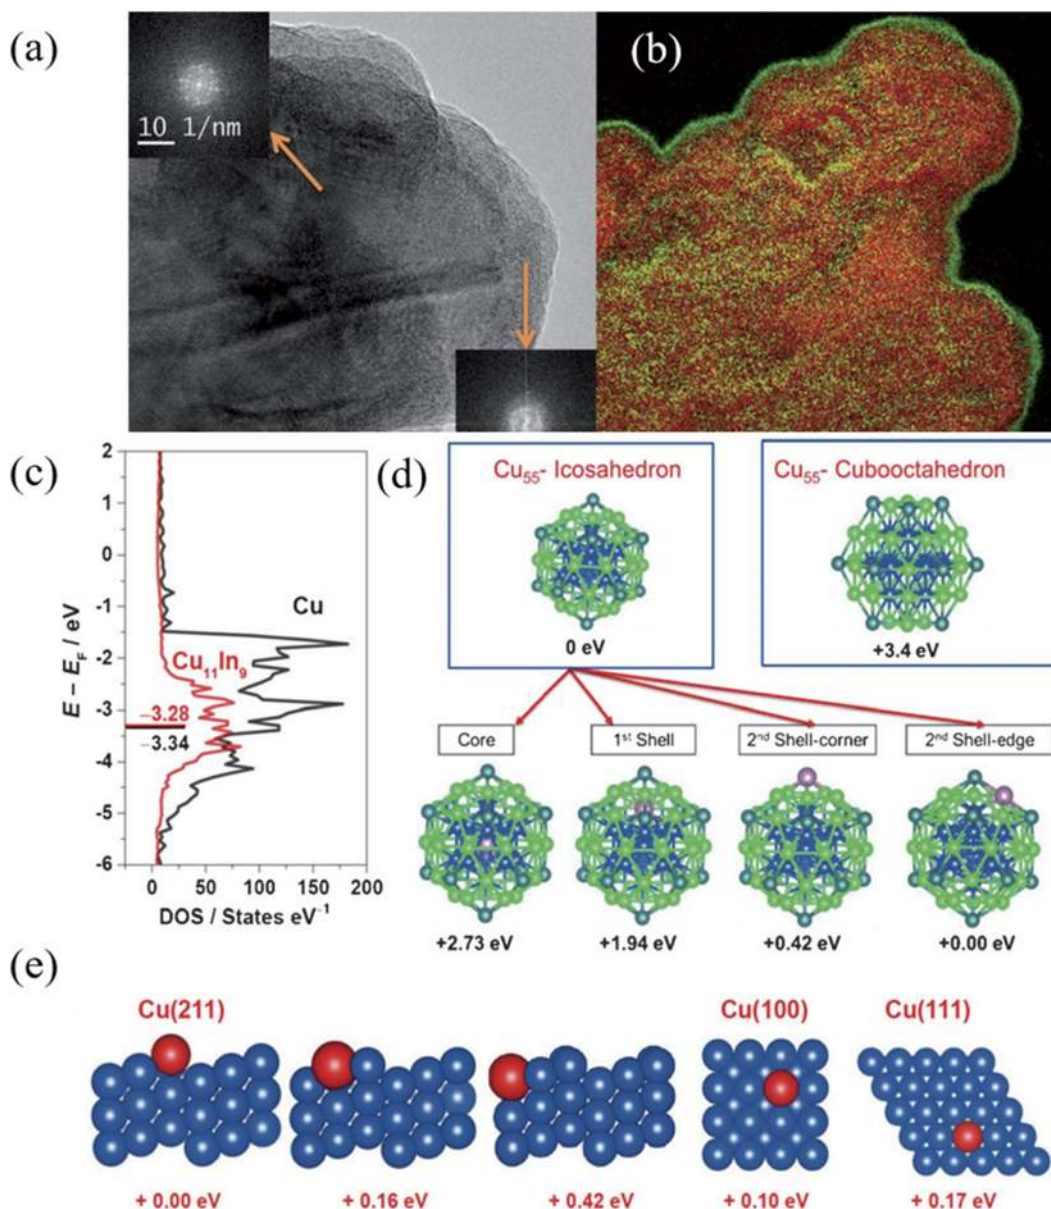 (a)
10 1/nm
(b)
(c)
2
1
0
-1
-2
-3
-4
-5
-6
E – E_F / eV
Cu
Cu₁₁In₉
–3.28
–3.34
0 50 100 150 200
DOS / States eV⁻¹
(d)
Cu₅₅- Icosahedron
0 eV
Cu₅₅- Cubooctahedron
+3.4 eV
Core
1ˢᵗ Shell
2ⁿᵈ Shell-corner
2ⁿᵈ Shell-edge
+2.73 eV
+1.94 eV
+0.42 eV
+0.00 eV
(e)
Cu(211)
Cu(100)
Cu(111)
+ 0.00 eV
+ 0.16 eV
+ 0.42 eV
+ 0.10 eV
+ 0.17 eV